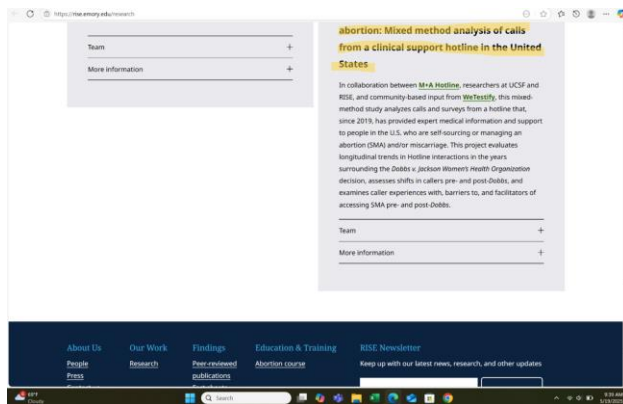 https://rise.emory.edu/research
Team +
More information +
abortion: Mixed method analysis of calls
from a clinical support hotline in the United
States
In collaboration between M+A Hotline, researchers at UCSF and
RISE, and community-based input from WeTestify, this mixed-
method study analyzes calls and surveys from a hotline that,
since 2019, has provided expert medical information and support
to people in the U.S. who are self-sourcing or managing an
abortion (SMA) and/or miscarriage. This project evaluates
longitudinal trends in Hotline interactions in the years
surrounding the Dobbs v. Jackson Women's Health Organization
decision, assesses shifts in callers pre- and post-Dobbs, and
examines caller experiences with, barriers to, and facilitators of
accessing SMA pre- and post-Dobbs.
Team +
More information +
About Us
People
Press
Our Work
Research
Findings
Peer-reviewed
publications
Education & Training
Abortion course
RISE Newsletter
Keep up with our latest news, research, and other updates
Cloudy
Search
9:39 AM